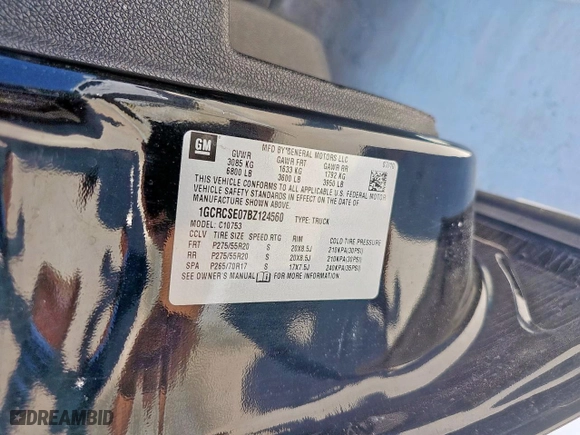 GM
MFD BY GENERAL MOTORS LLC
GVWR GAWR FRT GAWR RR
3085 KG 1633 KG 1792 KG
6800 LB 3600 LB 3950 LB
THIS VEHICLE CONFORMS TO ALL APPLICABLE U.S. FEDERAL MOTOR
VEHICLE SAFETY STANDARDS IN EFFECT ON THE DATE OF
MANUFACTURE SHOWN ABOVE.
1GCRCSE07BZ124560 TYPE: TRUCK
MODEL: C10753
CCLV TIRE SIZE SPEED RTG RIM COLD TIRE PRESSURE
FRT P275/55R20 S 20X8.5J 210KPA(30PSI)
RR P275/55R20 S 20X8.5J 210KPA(30PSI)
SPA P265/70R17 S 17X7.5J 240KPA(35PSI)
SEE OWNER'S MANUAL FOR MORE INFORMATION.
DREAMBID